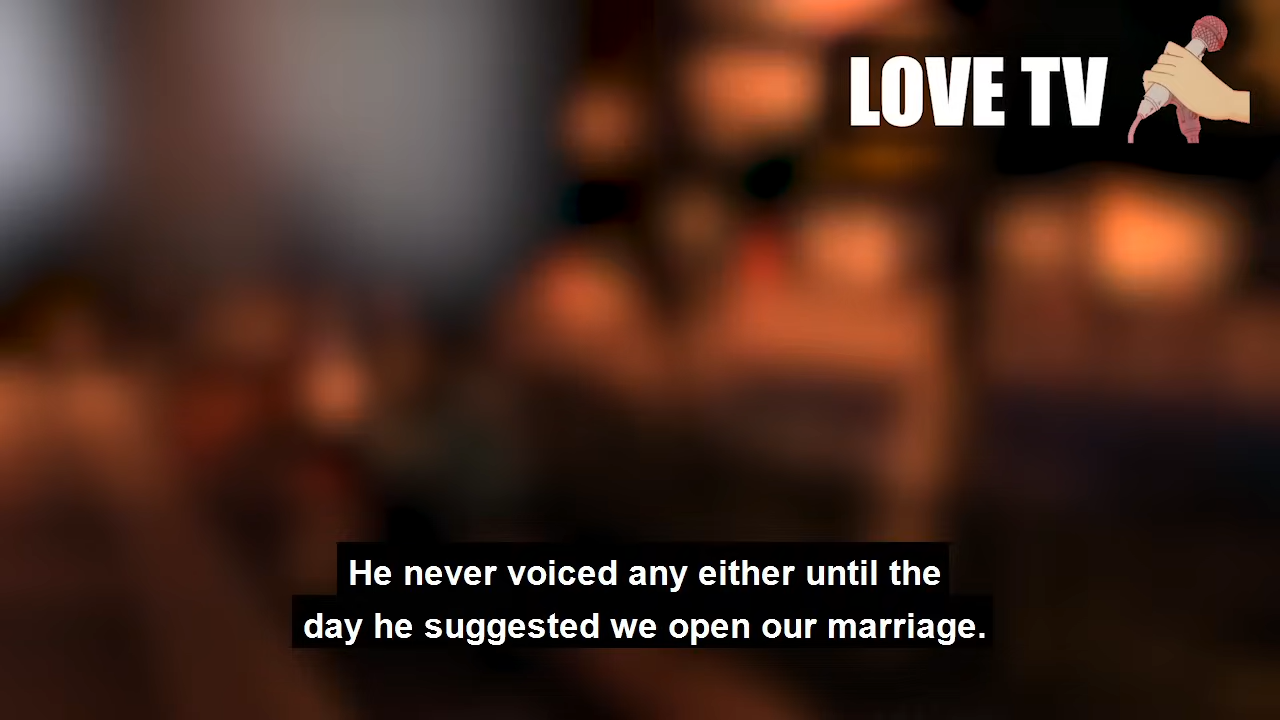 LOVE TV
He never voiced any either until the
day he suggested we open our marriage.